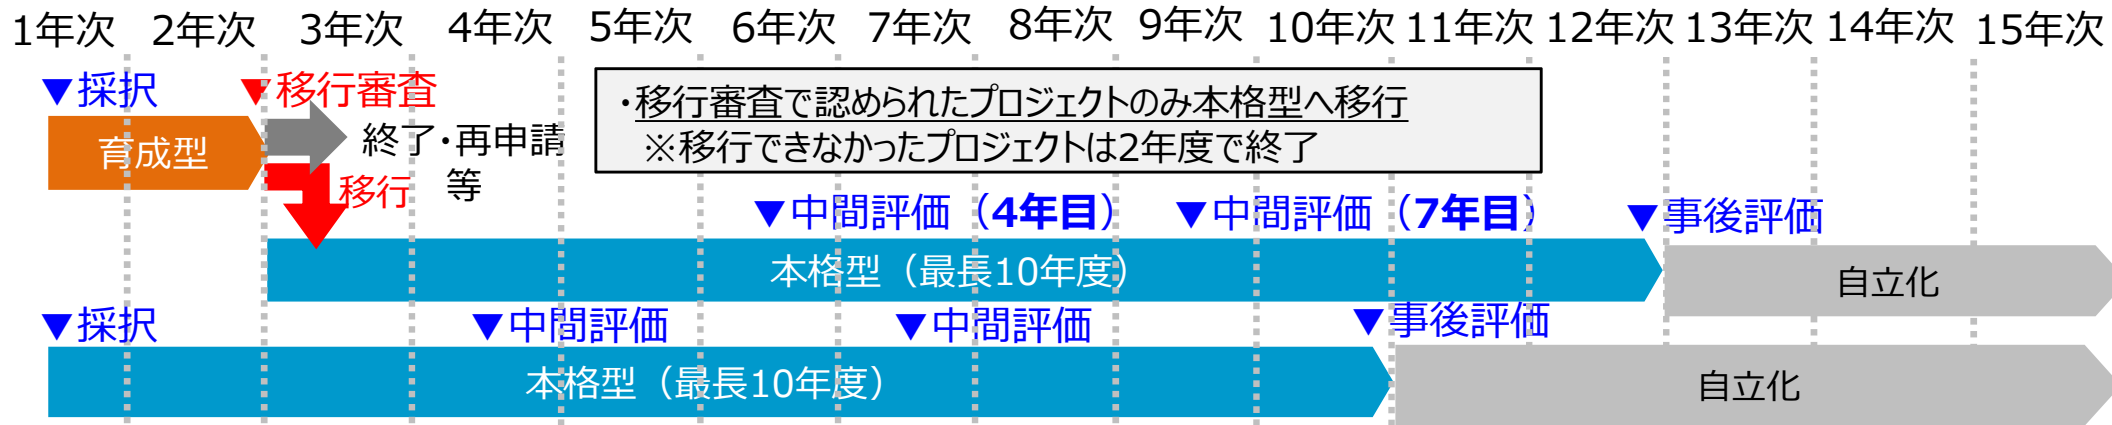 1年次 2年次 3年次 4年次 5年次 6年次 7年次 8年次 9年次 10年次 11年次 12年次 13年次 14年次 15年次
▼採択
▼移行審査
育成型
終了・再申請
等
移行
・移行審査で認められたプロジェクトのみ本格型へ移行
※移行できなかったプロジェクトは2年度で終了
▼中間評価（4年目）
▼中間評価（7年目）
▼事後評価
本格型（最長10年度）
自立化
▼採択
▼中間評価
▼中間評価
▼事後評価
本格型（最長10年度）
自立化